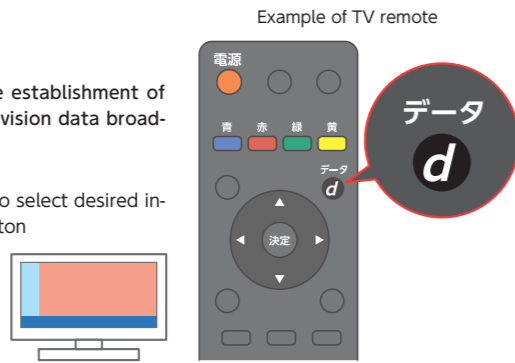 Example of TV remote
e establishment of
vision data broad-
o select desired in-
ton
電源
青 赤 緑 黄
データ
d
決定
データ
d